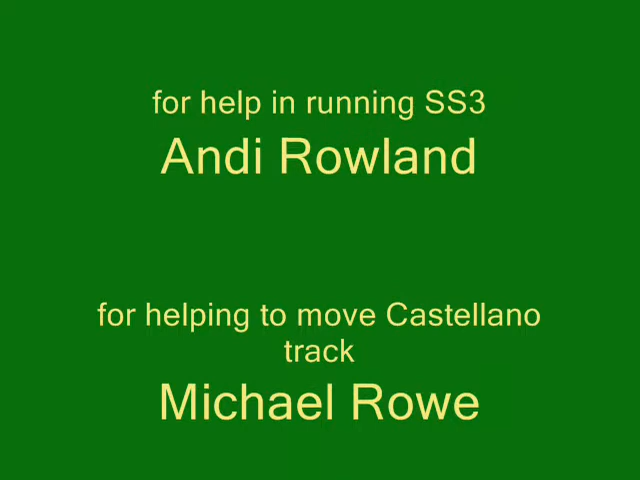 for help in running SS3
Andi Rowland
for helping to move Castellano
track
Michael Rowe